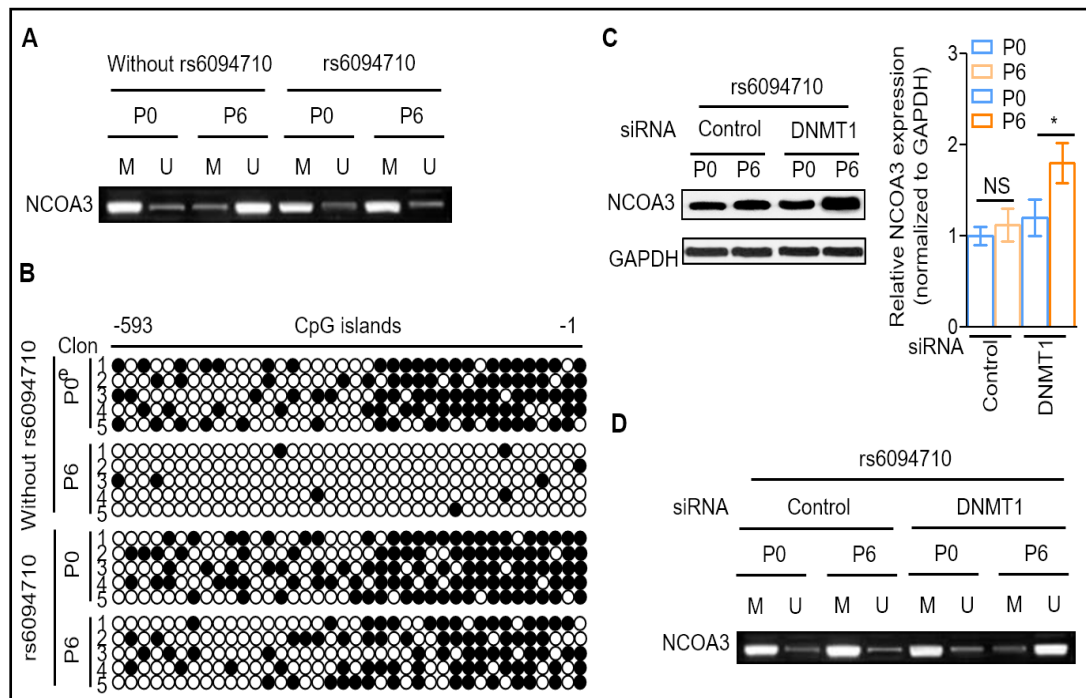 A
Without rs6094710 rs6094710
P0 P6 P0 P6
M U M U M U M U
NCOA3
B
-593 CpG islands -1
Clon
e
Without rs6094710
P0
1
2
3
4
5
P6
1
2
3
4
5
rs6094710
P0
1
2
3
4
5
P6
1
2
3
4
5
C
rs6094710
siRNA Control DNMT1
P0 P6 P0 P6
NCOA3
GAPDH
Relative NCOA3 expression
(normalized to GAPDH)
3
2
1
0
P0
P6
P0
P6
NS
*
siRNA
Control
DNMT1
D
rs6094710
siRNA Control DNMT1
P0 P6 P0 P6
M U M U M U M U
NCOA3